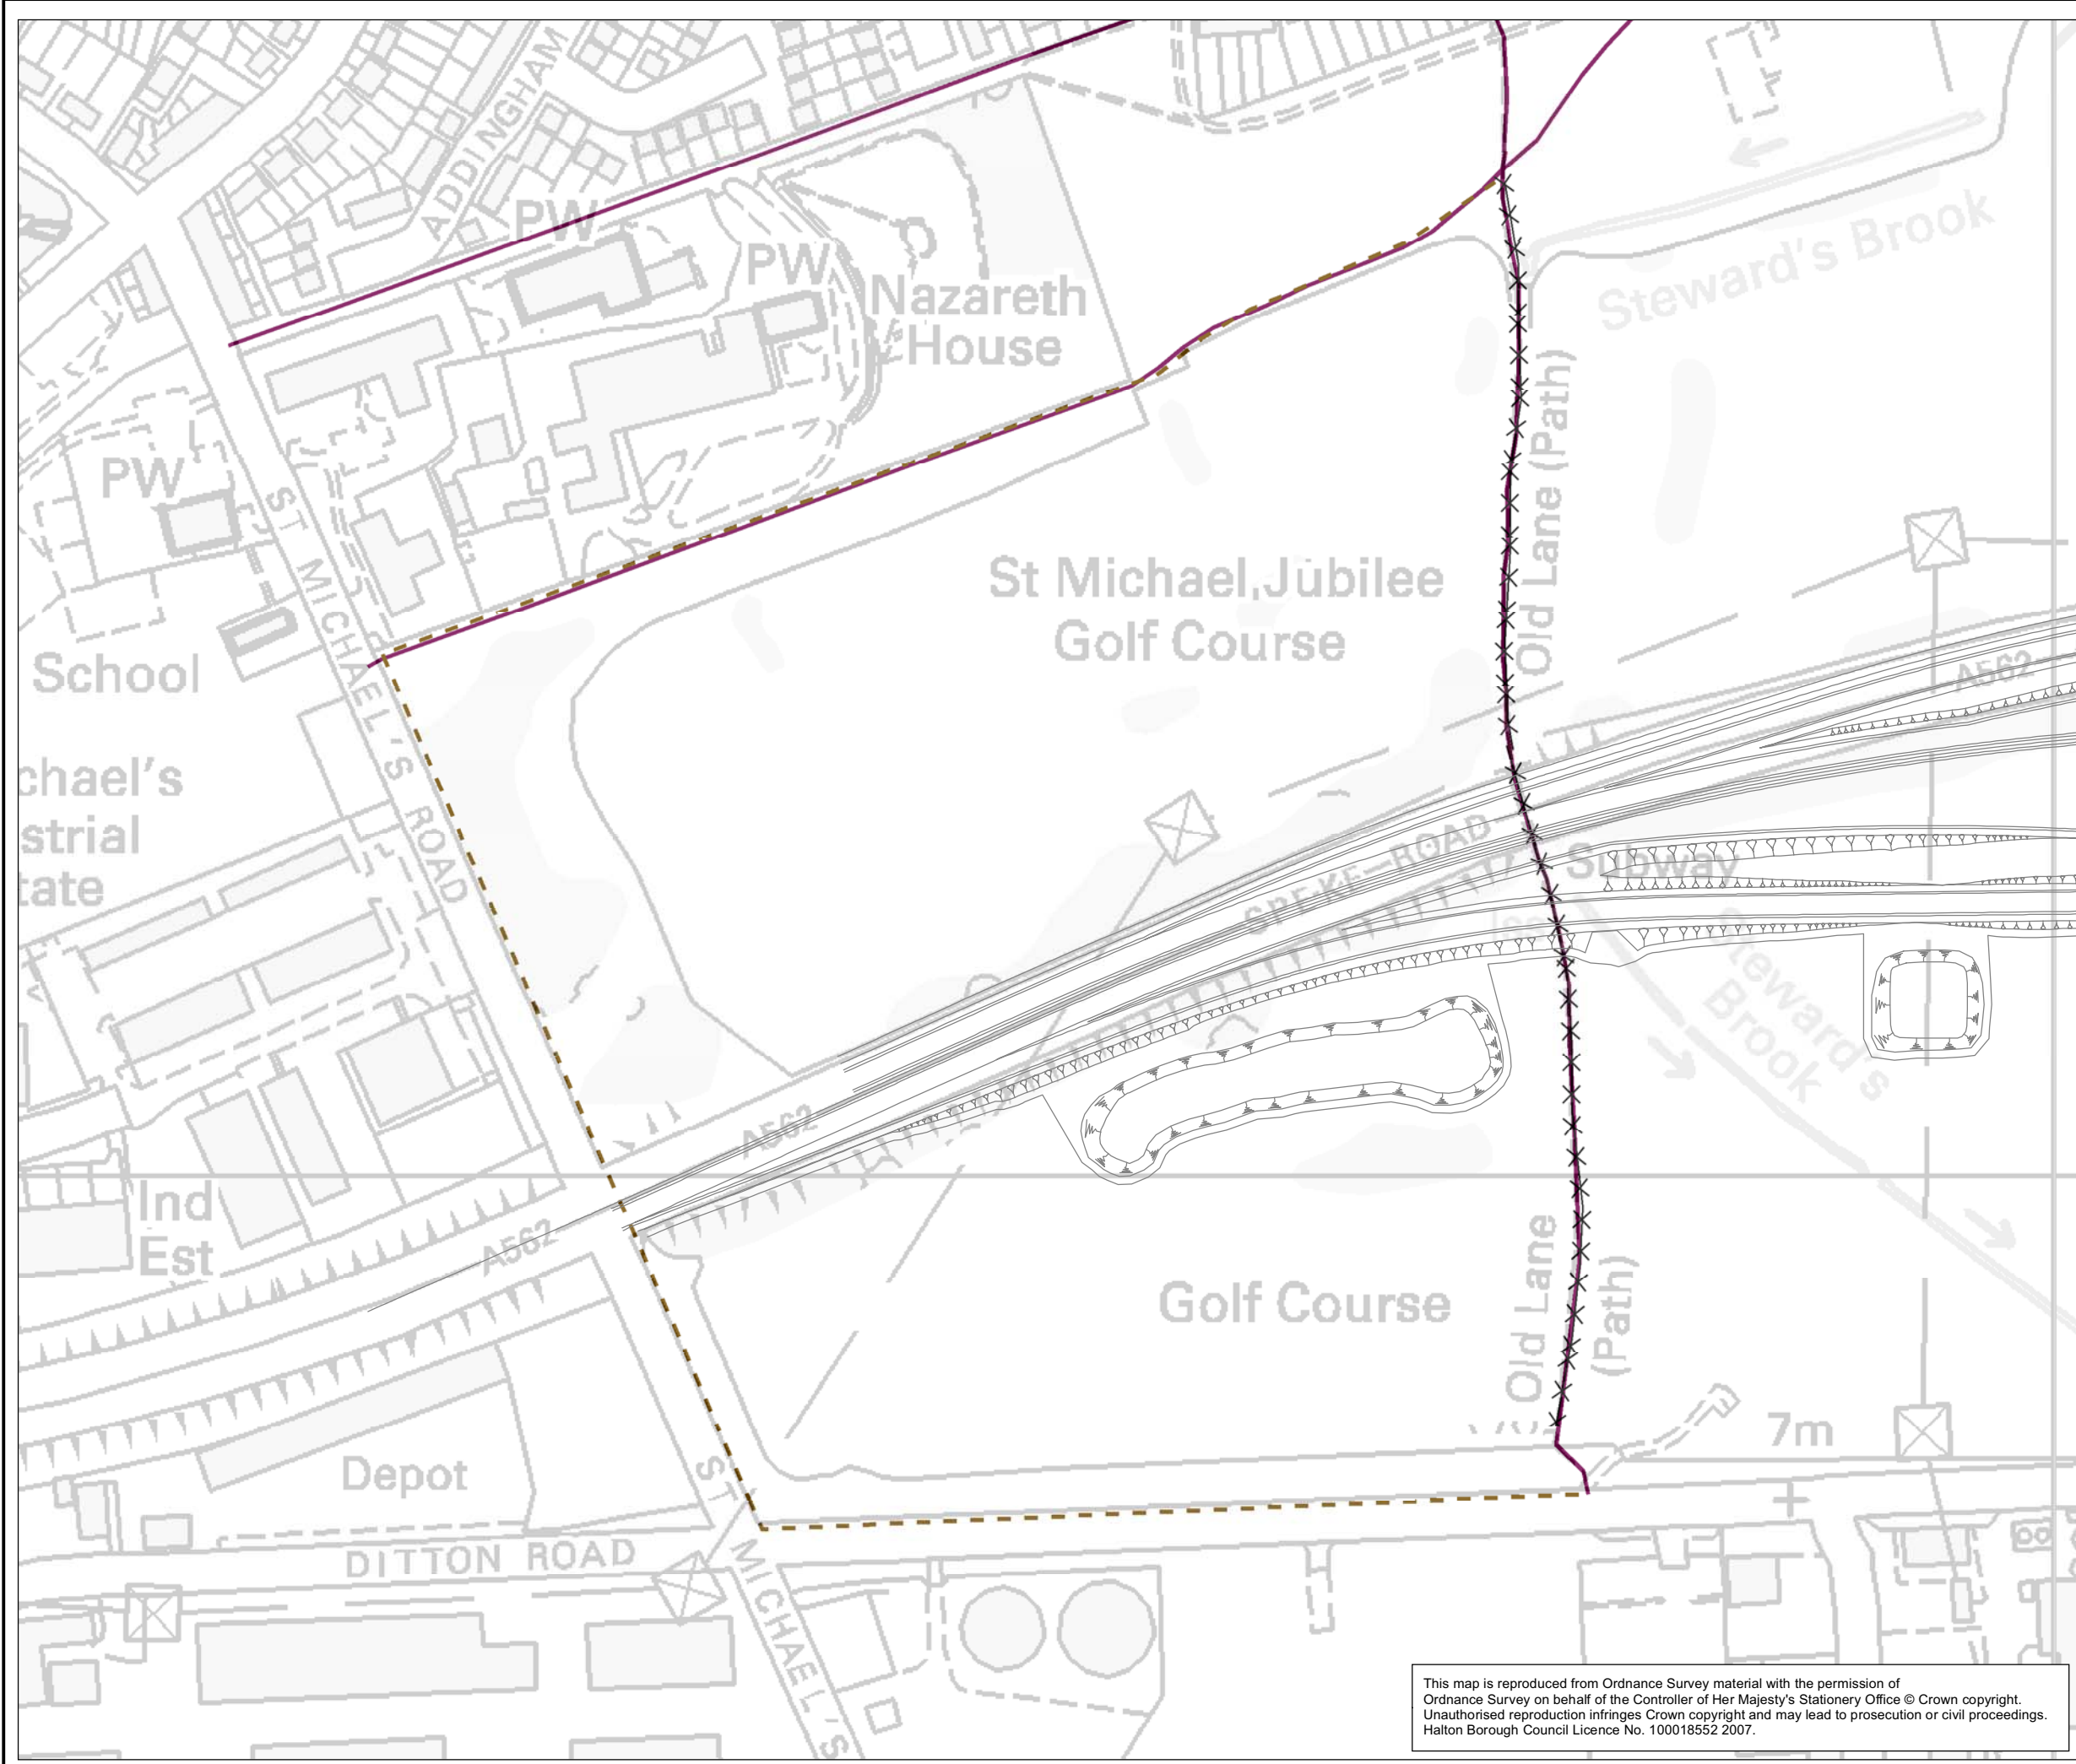 ADDINGHAM
PW
PW
Nazareth
House
Steward's Brook
PW
ST MICHAEL'S ROAD
Old Lane (Path)
St Michael, Jubilee
Golf Course
School
A562
chael's
strial
tate
SPEKE ROAD
Subway
Steward's
Brook
A562
Ind
Est
A562
Golf Course
Old Lane
(Path)
7m
Depot
DITTON ROAD
ST MICHAEL'S
This map is reproduced from Ordnance Survey material with the permission of
Ordnance Survey on behalf of the Controller of Her Majesty's Stationery Office © Crown copyright.
Unauthorised reproduction infringes Crown copyright and may lead to prosecution or civil proceedings.
Halton Borough Council Licence No. 100018552 2007.